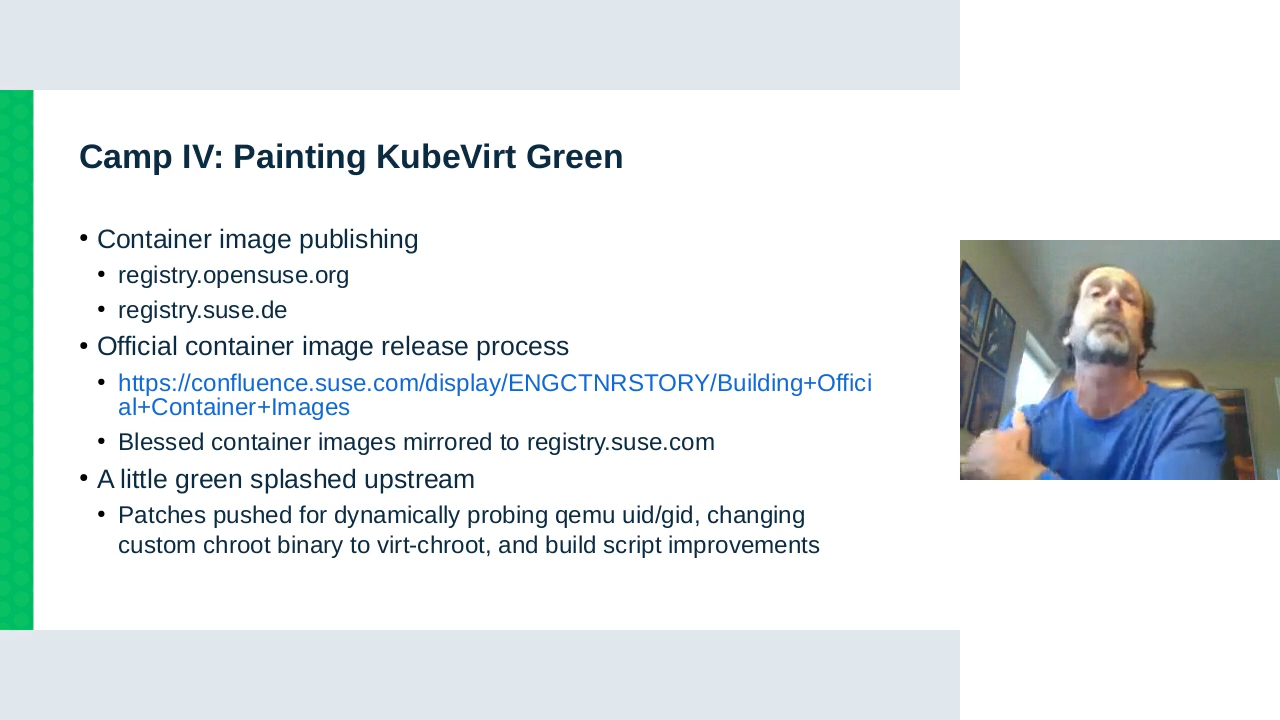 Camp IV: Painting KubeVirt Green
• Container image publishing
• registry.opensuse.org
• registry.suse.de
• Official container image release process
• https://confluence.suse.com/display/ENGCTNRSTORY/Building+Offici
al+Container+Images
• Blessed container images mirrored to registry.suse.com
• A little green splashed upstream
• Patches pushed for dynamically probing qemu uid/gid, changing
custom chroot binary to virt-chroot, and build script improvements